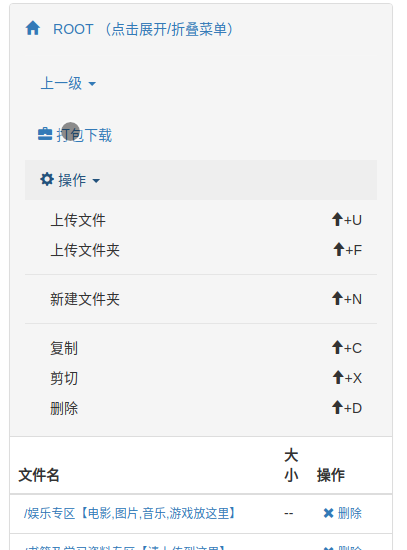 ROOT （点击展开/折叠菜单）
上一级
打包下载
操作
上传文件 +U
上传文件夹 +F
新建文件夹 +N
复制 +C
剪切 +X
删除 +D
文件名 大小 操作
/娱乐专区【电影,图片,音乐,游戏放这里】 -- 删除